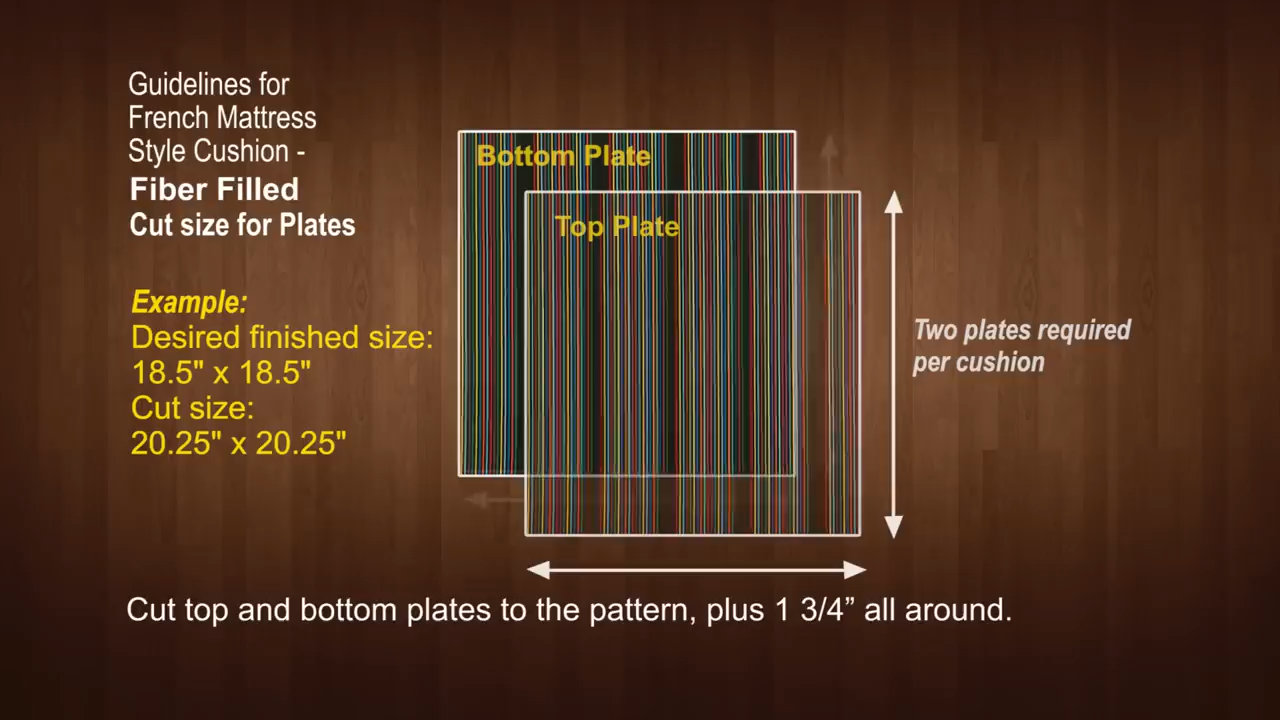 Guidelines for
French Mattress
Style Cushion -
Fiber Filled
Cut size for Plates
Example:
Desired finished size:
18.5" x 18.5"
Cut size:
20.25" x 20.25"
Bottom Plate
Top Plate
Two plates required
per cushion
Cut top and bottom plates to the pattern, plus 1 3/4” all around.